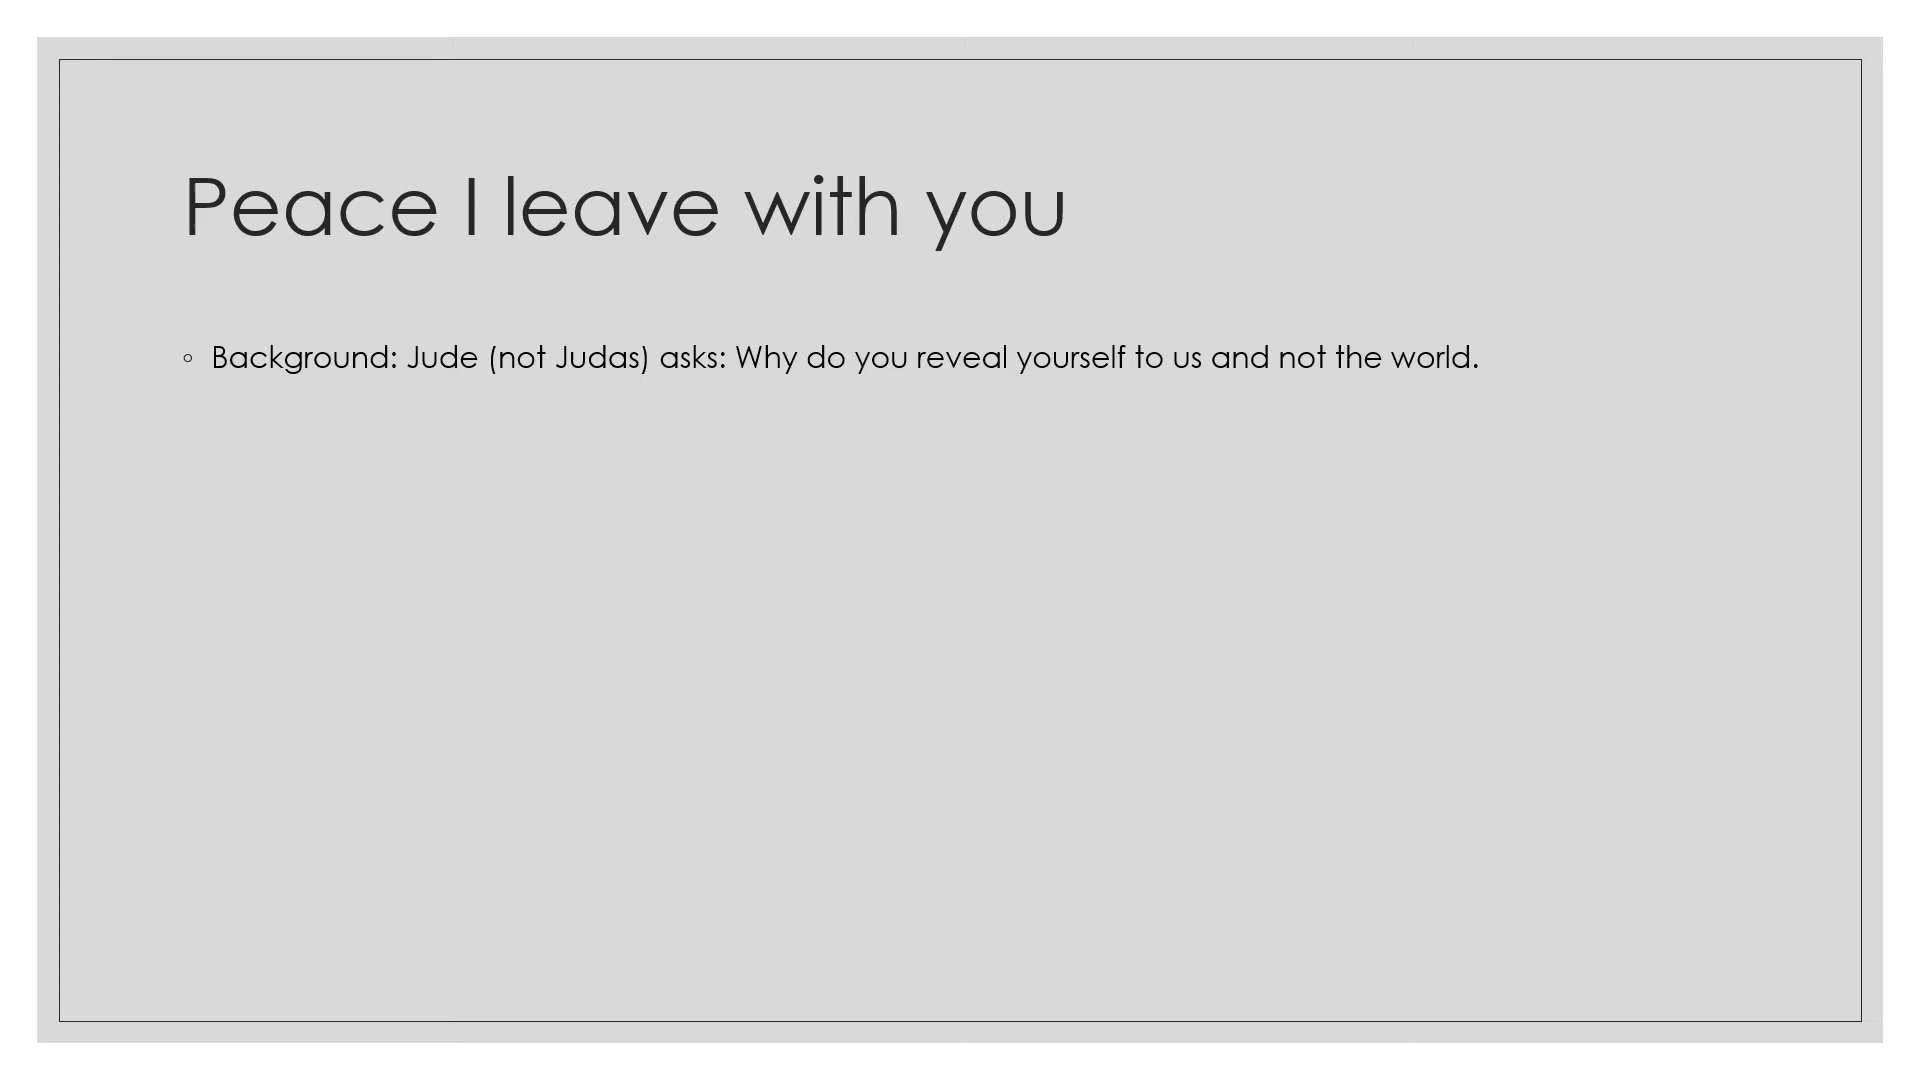 Peace I leave with you
◦ Background: Jude (not Judas) asks: Why do you reveal yourself to us and not the world.